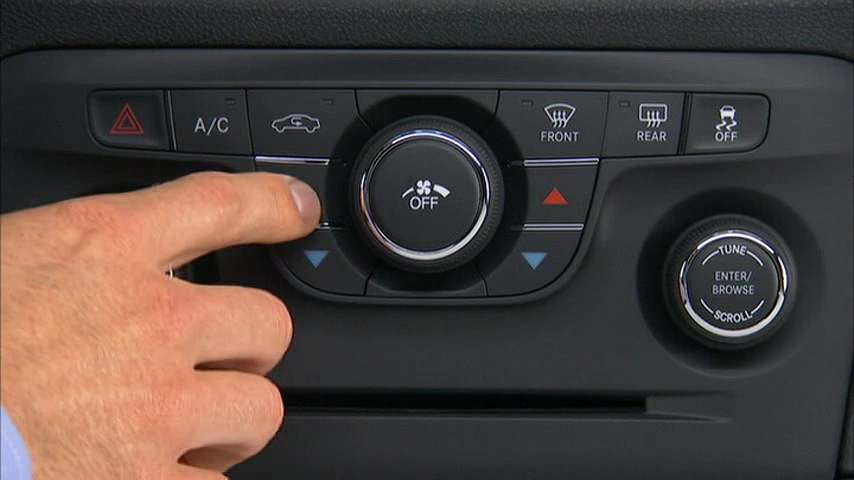 A/C
OFF
FRONT
REAR
OFF
TUNE
ENTER/
BROWSE
SCROLL